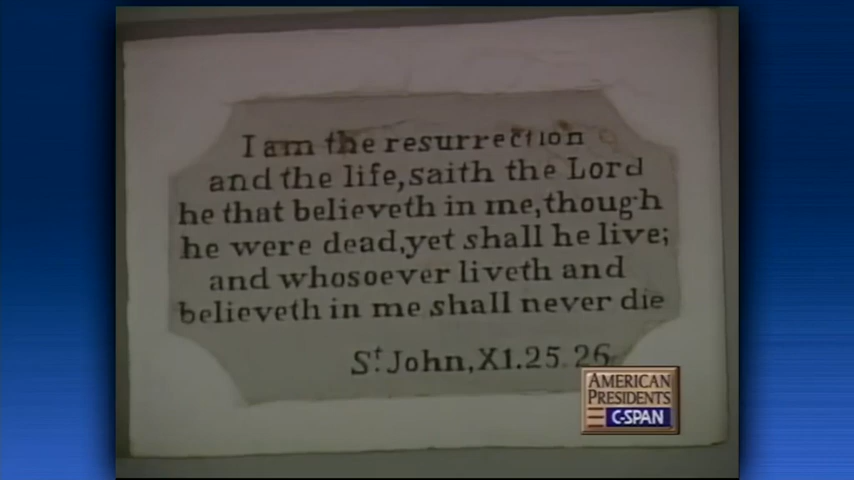 I am the resurrection
and the life, saith the Lord
he that believeth in me, though
he were dead, yet shall he live;
and whosoever liveth and
believeth in me shall never die
St. John, X1. 25. 26.
AMERICAN
PRESIDENTS
C-SPAN